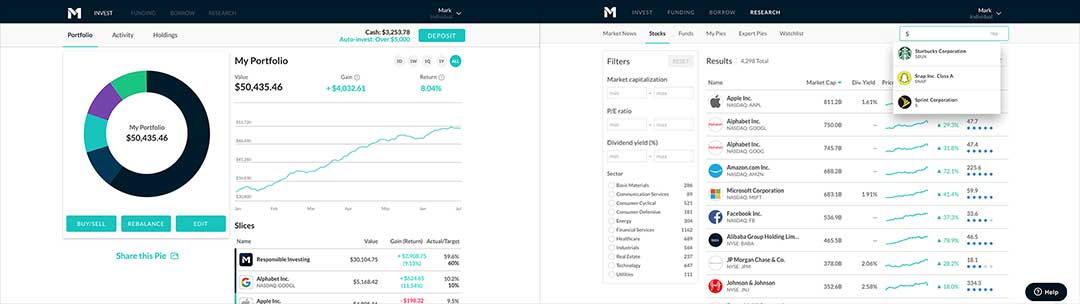 M INVEST FUNDING BORROW RESEARCH
Mark
Individual
Portfolio Activity Holdings
Cash: $3,253.78
Auto-invest: Over $5,000
DEPOSIT
My Portfolio
$50,435.46
BUY/SELL REBALANCE EDIT
Share this Pie
My Portfolio
1Q 1Y ALL
Value Gain Return
$50,435.46 +$4,032.61 8.04%
Jan Feb Mar Apr May Jun Jul
Slices
Name Value Gain (Return) Actual/Target
Responsible Investing $30,104.75 +$2,908.75 59.6%
(9.13%) 60%
Alphabet Inc. $5,168.42 +$624.65 10.2%
NASDAQ: GOOGL (11.54%) 10%
Apple Inc. -$198.32 9.5%
M INVEST FUNDING BORROW RESEARCH
Mark
Individual
Market News Stocks Funds My Pies Expert Pies Watchlist
S
Starbucks Corporation
SBUX
Snap Inc. Class A
SNAP
Sprint Corporation
S
Filters RESET
Market capitalization
min - max
P/E ratio
min - max
Dividend yield (%)
min - max
Sector
Basic Materials 286
Communication Services 89
Consumer Cyclical 521
Consumer Defensive 181
Energy 304
Financial Services 1162
Healthcare 689
Industrials 564
Real Estate 237
Technology 647
Utilities 111
Results 4,298 Total
Name Market Cap Div.Yield
Apple Inc. 811.2B 1.61%
NASDAQ: AAPL
Alphabet Inc. 750.0B -- 29.3% 47.7
NASDAQ: GOOGL
Alphabet Inc. 745.7B -- 31.8% 47.4
NASDAQ: GOOG
Amazon.com Inc. 688.2B -- 72.1% 225.6
NASDAQ: AMZN
Microsoft Corporation 683.1B 1.91% 41.4% 59.9
NASDAQ: MSFT
Facebook Inc. 536.9B -- 37.2% 33.6
NASDAQ: FB
Alibaba Group Holding Lim... 465.5B -- 78.9% 46.5
NYSE: BABA
JP Morgan Chase & Co. 378.0B 2.06% 28.2% 18.1
NYSE: JPM
Johnson & Johnson 352.6B 2.58% 18.0% 334.3
NYSE: JNJ
Help